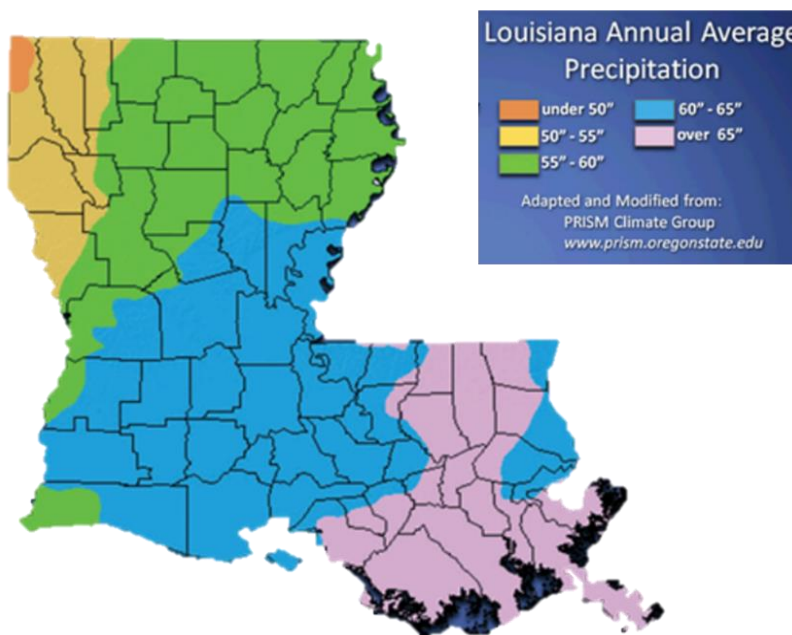 Louisiana Annual Average
Precipitation
under 50”
60” - 65”
50” - 55”
over 65”
55” - 60”
Adapted and Modified from:
PRISM Climate Group
www.prism.oregonstate.edu